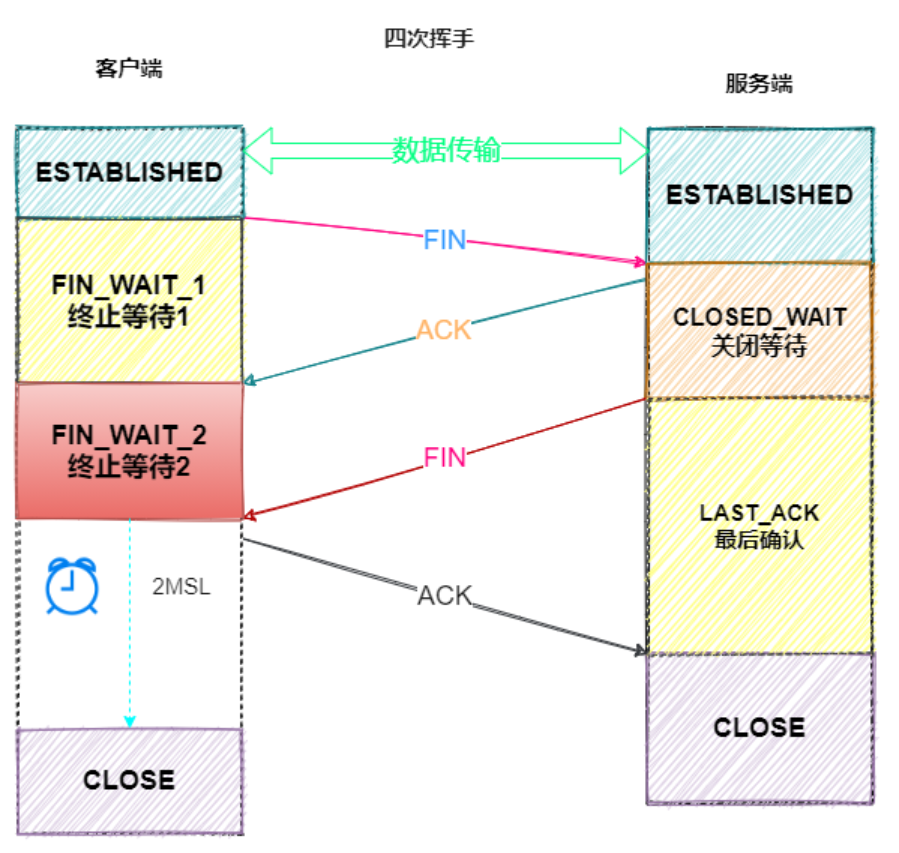 四次挥手
客户端
服务端
数据传输
ESTABLISHED
ESTABLISHED
FIN
FIN_WAIT_1
终止等待1
CLOSED_WAIT
关闭等待
ACK
FIN_WAIT_2
终止等待2
FIN
LAST_ACK
最后确认
2MSL
ACK
CLOSE
CLOSE